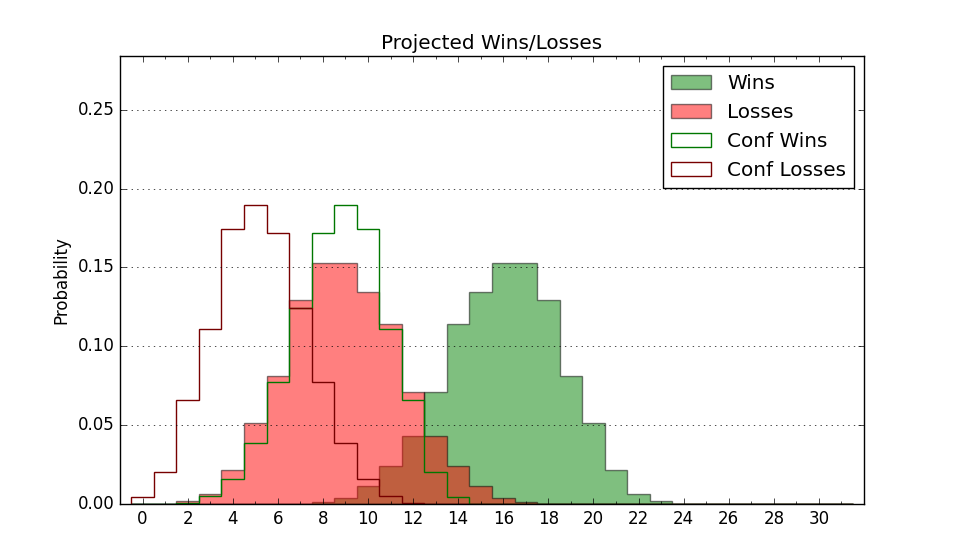 Projected Wins/Losses
Wins
Losses
Conf Wins
Conf Losses
Probability
0.25
0.20
0.15
0.10
0.05
0.00
0 2 4 6 8 10 12 14 16 18 20 22 24 26 28 30